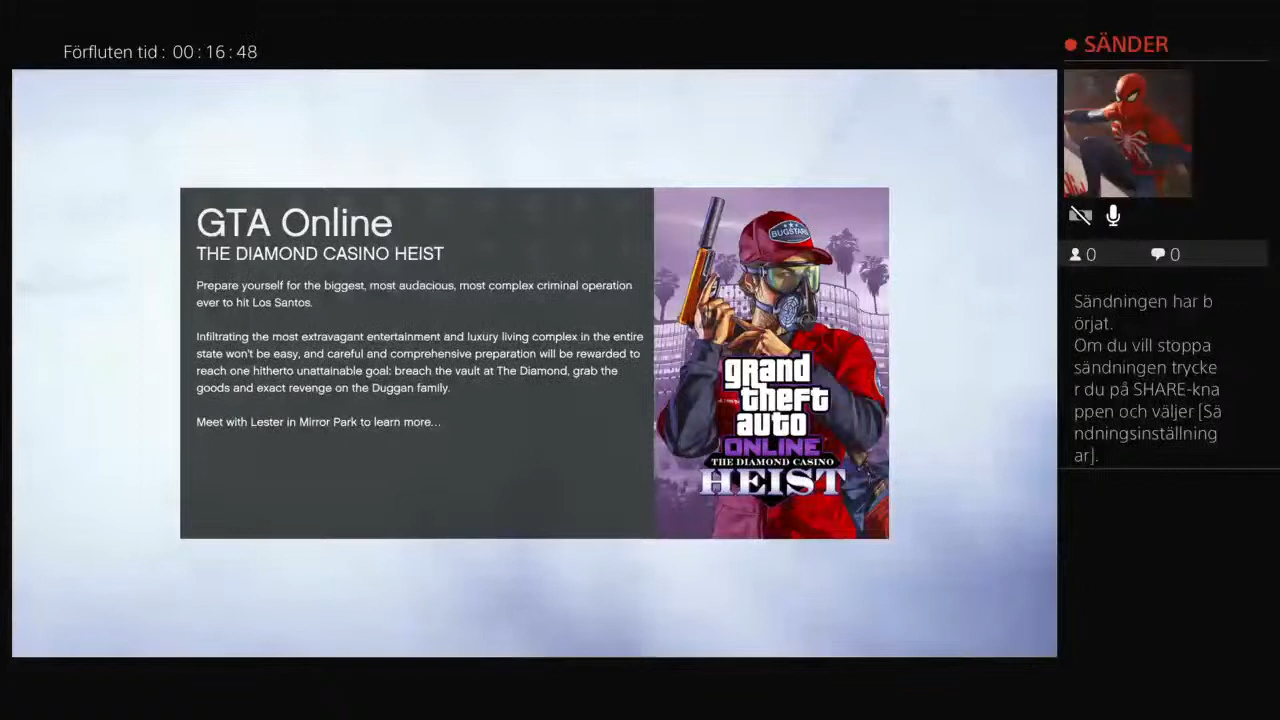 Förfluten tid : 00 : 16 : 48
SÄNDER
GTA Online
THE DIAMOND CASINO HEIST
Prepare yourself for the biggest, most audacious, most complex criminal operation
ever to hit Los Santos.
Infiltrating the most extravagant entertainment and luxury living complex in the entire
state won't be easy, and careful and comprehensive preparation will be rewarded to
reach one hitherto unattainable goal: breach the vault at The Diamond, grab the
goods and exact revenge on the Duggan family.
Meet with Lester in Mirror Park to learn more...
BUGSTARS
grand
theft
auto
ONLINE
THE DIAMOND CASINO
HEIST
0 0
Sändningen har b
örjat.
Om du vill stoppa
sändningen trycke
r du på SHARE-kna
ppen och väljer [Sä
ndningsinställning
ar].